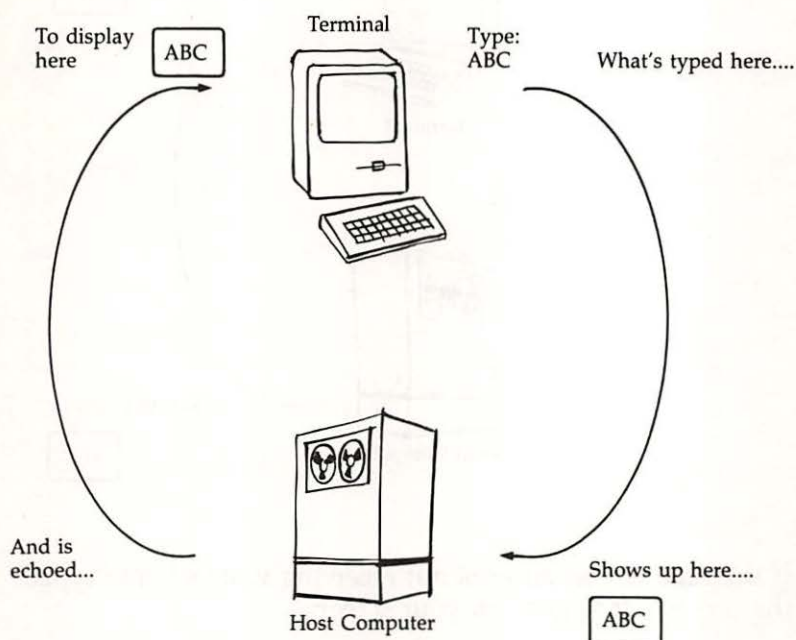 Terminal
To display
here
ABC
Type:
ABC
What's typed here....
And is
echoed...
Shows up here....
ABC
Host Computer